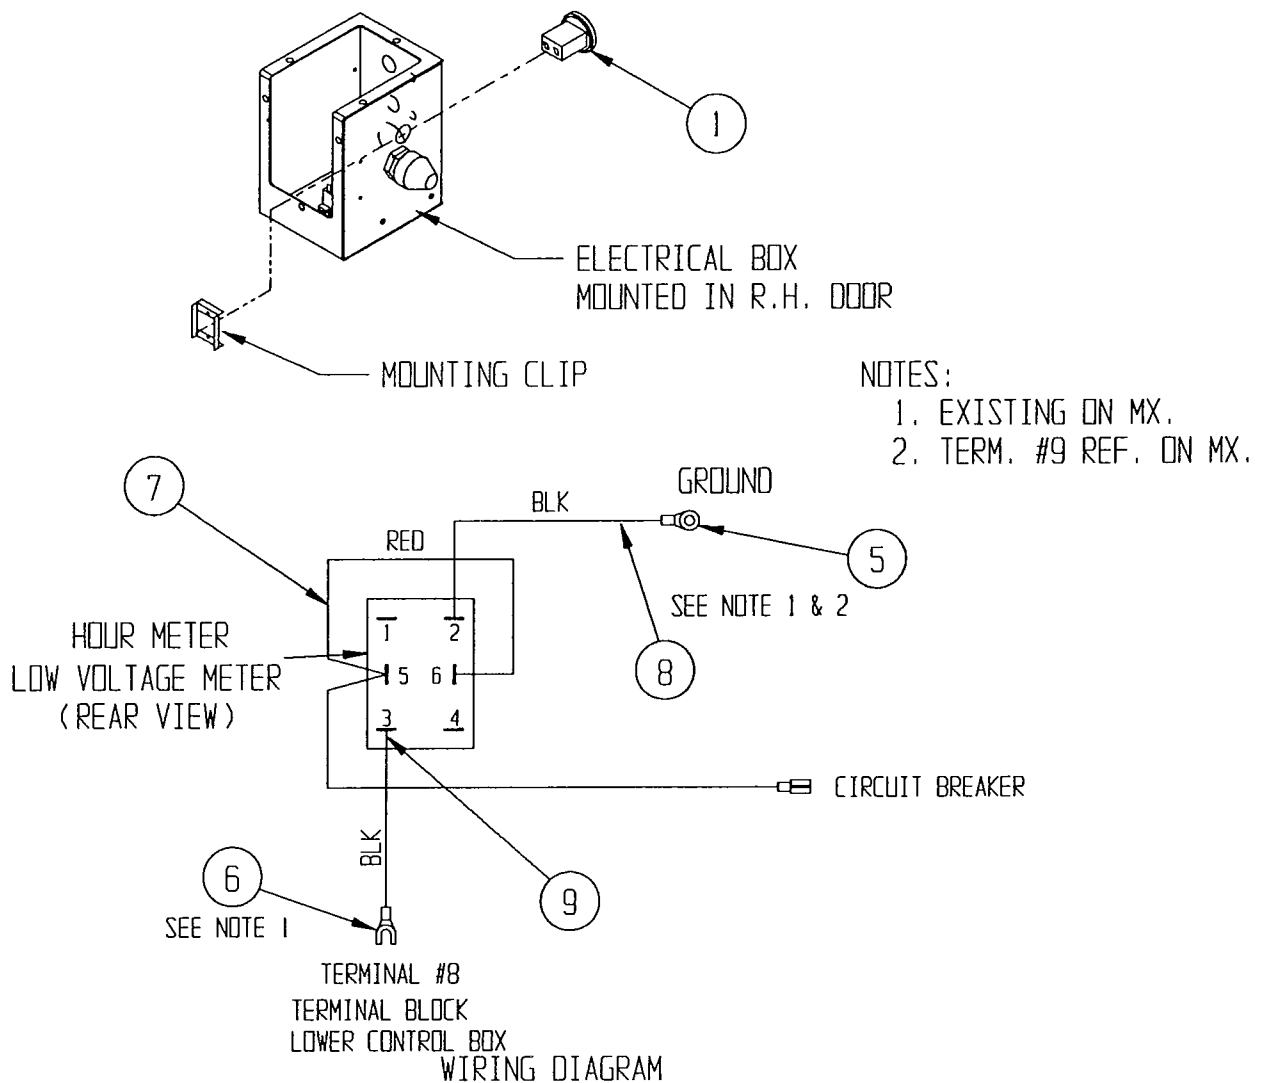 1
ELECTRICAL BOX
MOUNTED IN R.H. DOOR
MOUNTING CLIP
NOTES:
1. EXISTING ON MX.
2. TERM. #9 REF. ON MX.
7
GROUND
BLK
RED
5
SEE NOTE 1 & 2
1 2
HOUR METER
LOW VOLTAGE METER
(REAR VIEW)
5 6
8
3 4
CIRCUIT BREAKER
BLK
6
9
SEE NOTE 1
TERMINAL #8
TERMINAL BLOCK
LOWER CONTROL BOX
WIRING DIAGRAM